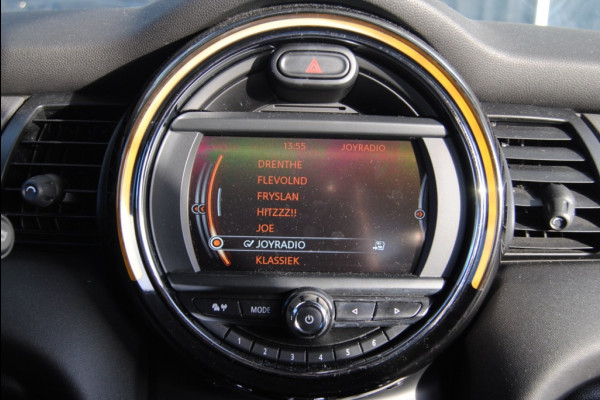 13:55 JOYRADIO
DRENTHE
FLEVOLND
FRYSLAN
HITZZZ!!
JOE
JOYRADIO
KLASSIEK
MODE
1 2 3 4 5 6